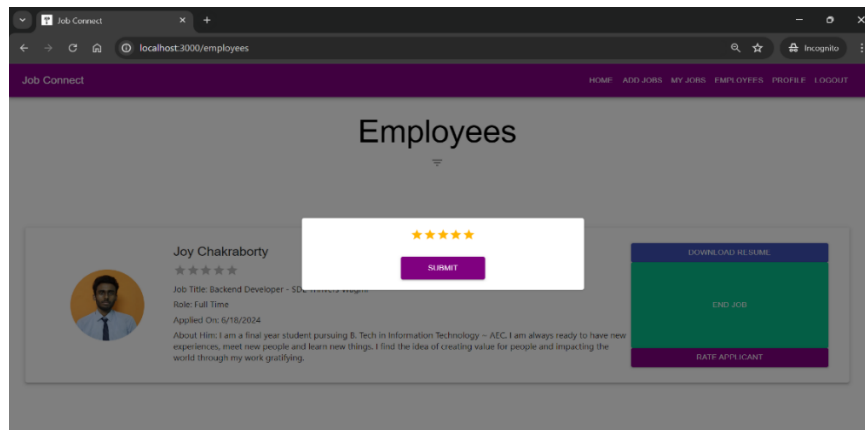 Job Connect
localhost:3000/employees
Incognito
Job Connect
HOME ADD JOBS MY JOBS EMPLOYEES PROFILE LOGOUT
Employees
Joy Chakraborty
Job Title: Backend Developer - SDE
Role: Full Time
Applied On: 6/18/2024
About Him: I am a final year student pursuing B. Tech in Information Technology – AEC. I am always ready to have new
experiences, meet new people and learn new things. I find the idea of creating value for people and impacting the
world through my work gratifying.
SUBMIT
DOWNLOAD RESUME
END JOB
RATE APPLICANT